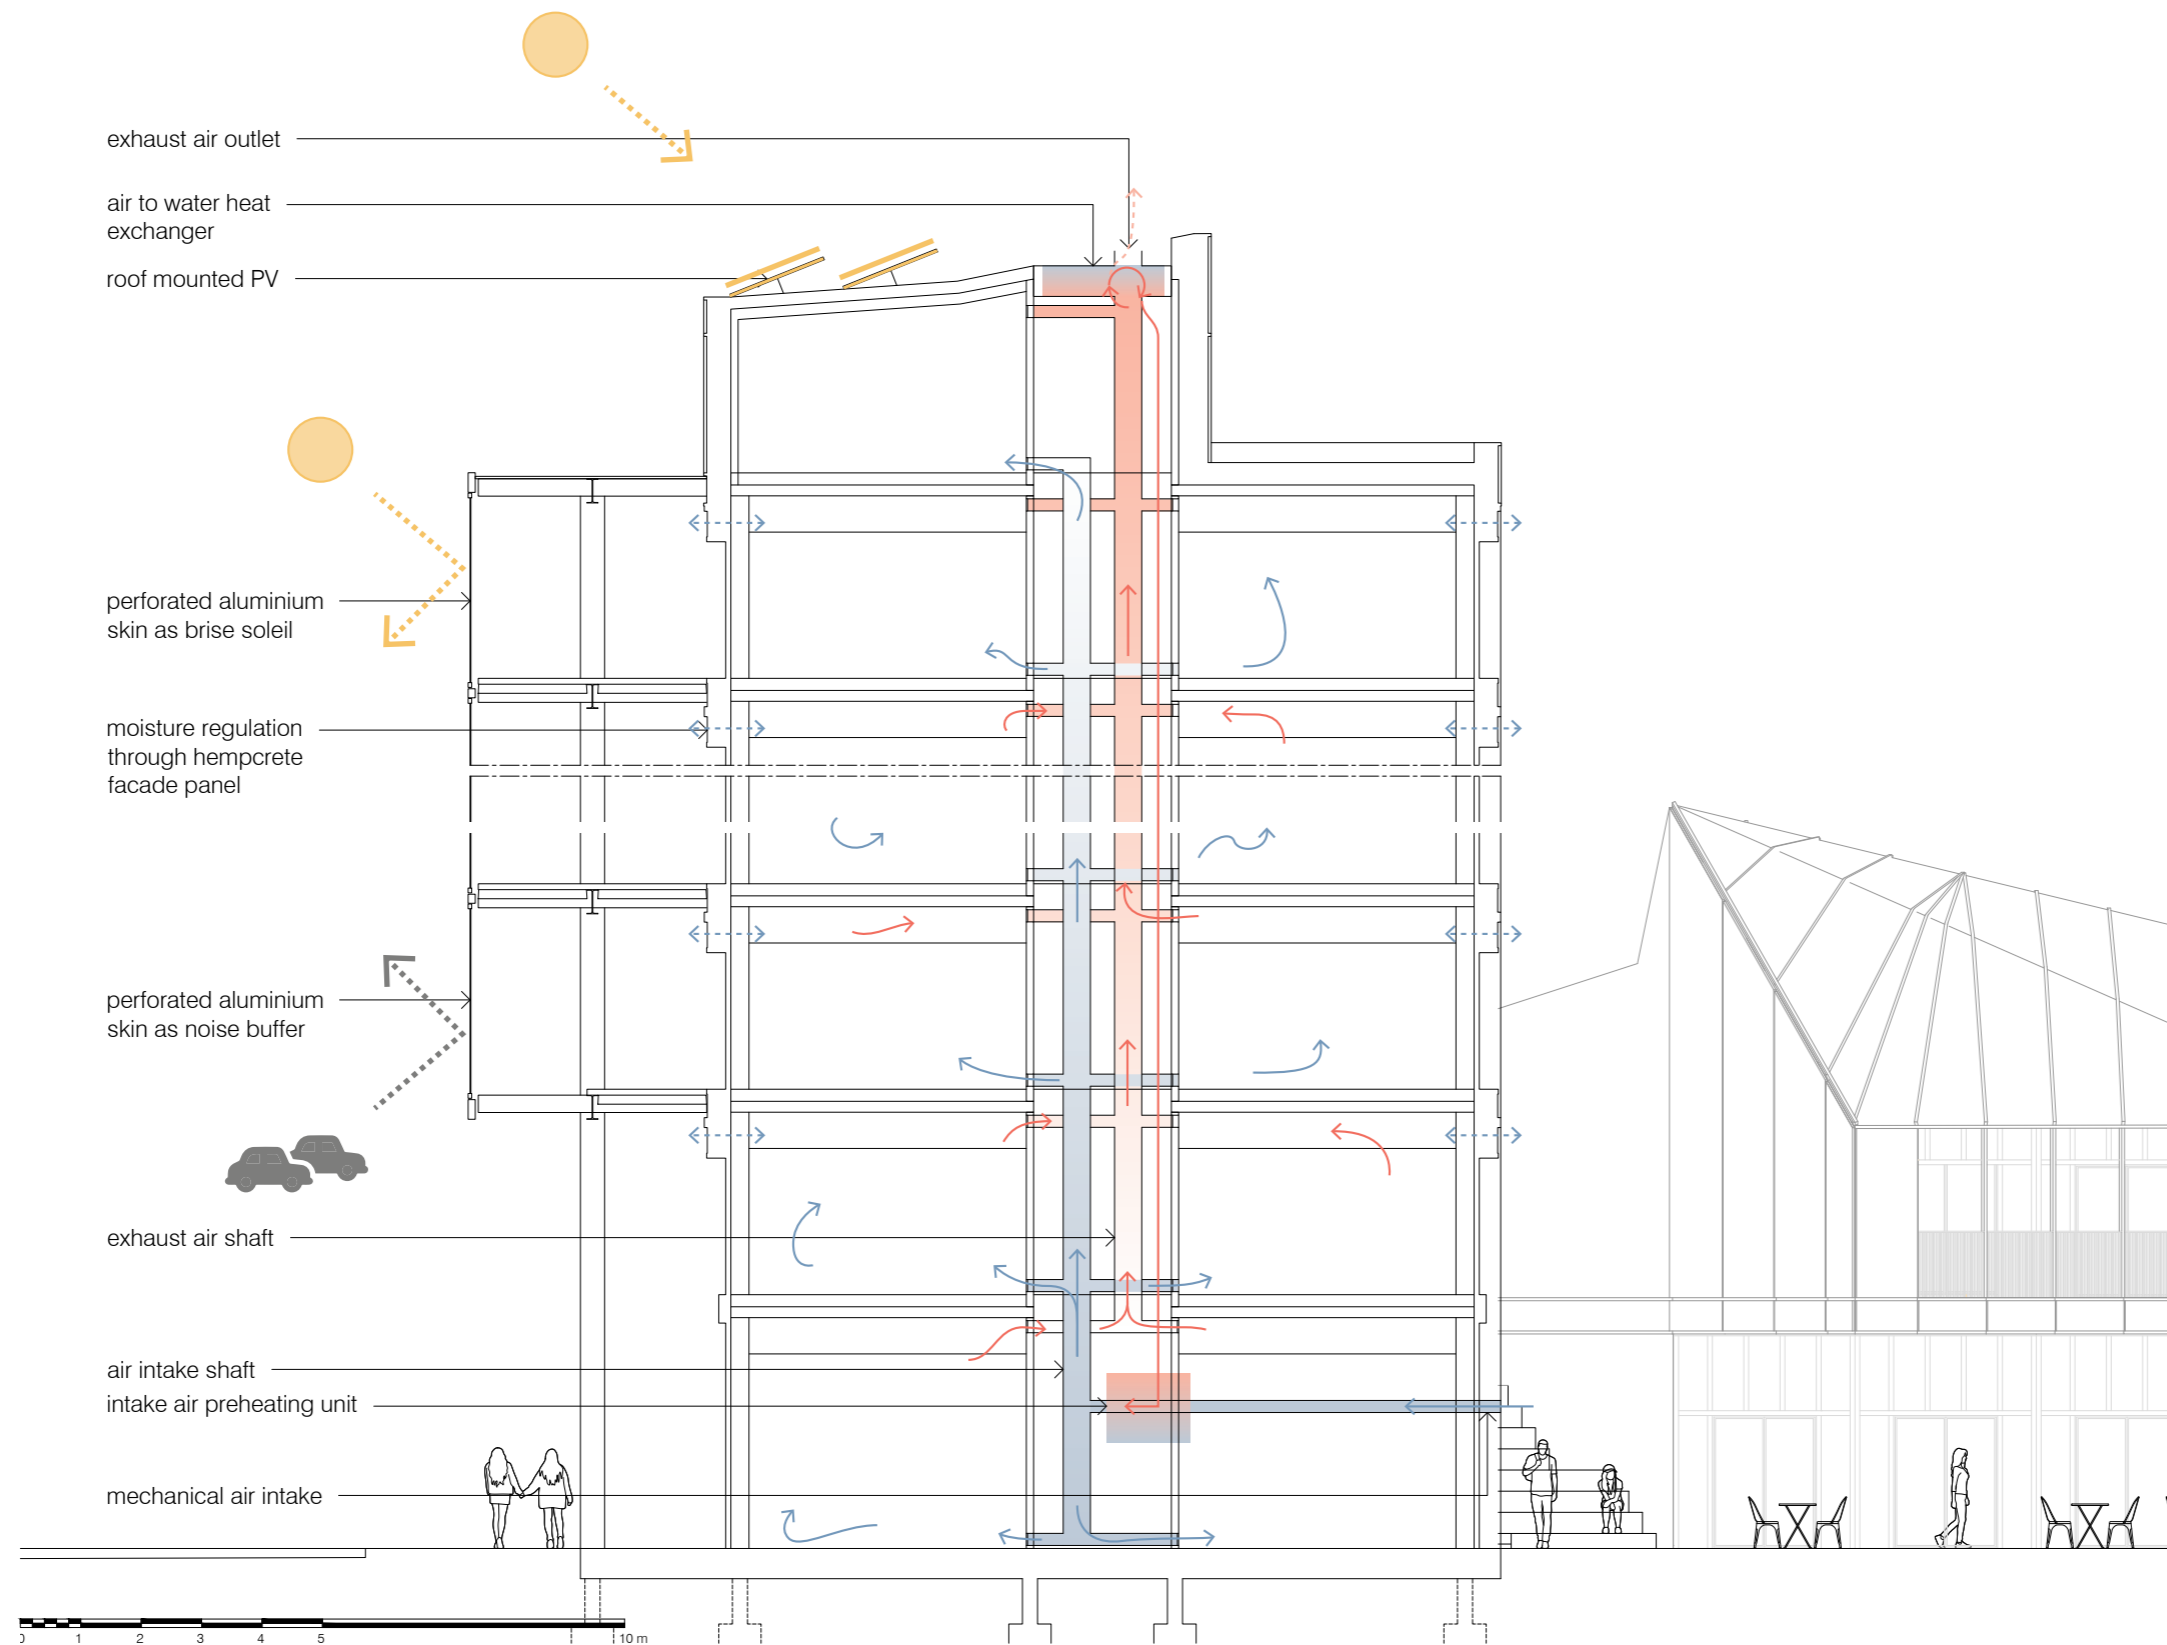 exhaust air outlet
air to water heat
exchanger
roof mounted PV
perforated aluminium
skin as brise soleil
moisture regulation
through hempcrete
facade panel
perforated aluminium
skin as noise buffer
exhaust air shaft
air intake shaft
intake air preheating unit
mechanical air intake
0 1 2 3 4 5 10 m